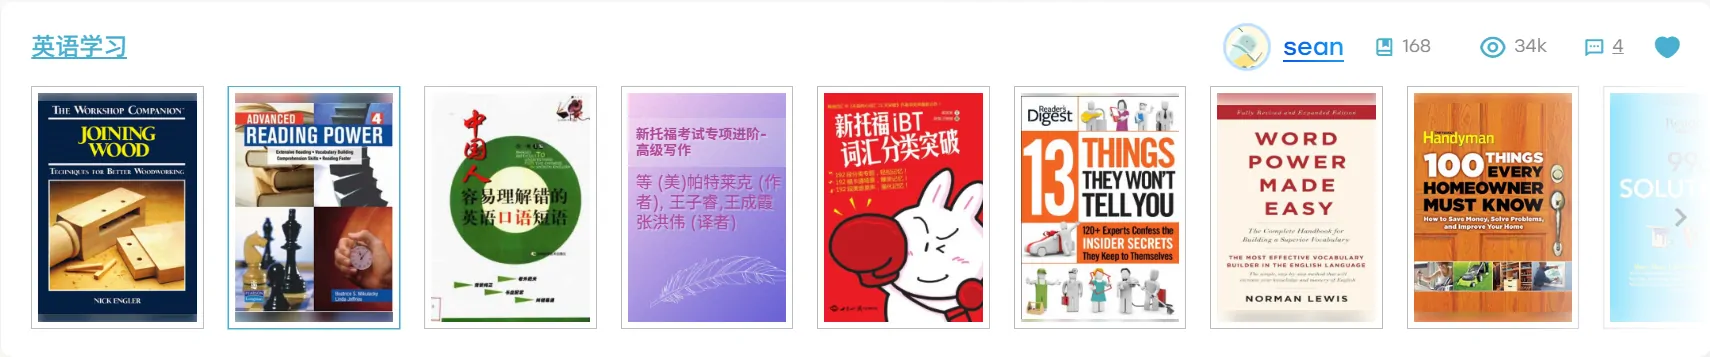 英语学习
sean
168
34k
4
THE WORKSHOP COMPANION
JOINING
WOOD
TECHNIQUES FOR BETTER WOODWORKING
NICK ENGLER
ADVANCED 4
READING POWER
Extensive Reading • Vocabulary Building
Comprehension Skills • Reading Faster
Beatrice S. Mikulecky
Linda Jeffries
中国人
容易理解错的
英语口语短语
新托福考试专项进阶-
高级写作
等 (美)帕特莱克 (作
者), 王子睿,王成霞
张洪伟 (译者)
新托福iBT
词汇分类突破
Reader's
Digest
13 THINGS
THEY WON'T
TELL YOU
120+ Experts Confess the
INSIDER SECRETS
They Keep to Themselves
Fully Revised and Expanded Edition
WORD
POWER
MADE
EASY
The Complete Handbook for
Building a Superior Vocabulary
THE MOST EFFECTIVE VOCABULARY
BUILDER IN THE ENGLISH LANGUAGE
NORMAN LEWIS
Handyman
100 THINGS
EVERY
HOMEOWNER
MUST KNOW
How to Save Money, Solve Problems,
and Improve Your Home
99
SOLUT